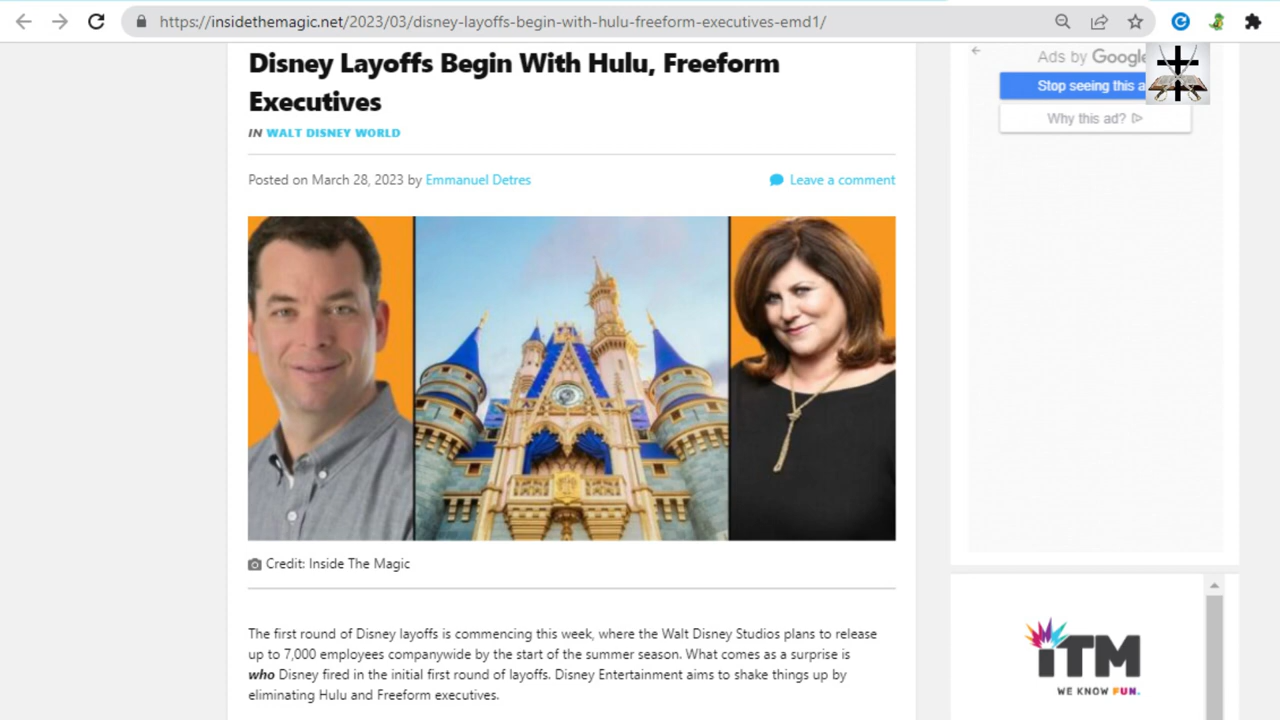 https://insidethemagic.net/2023/03/disney-layoffs-begin-with-hulu-freeform-executives-emd1/
Disney Layoffs Begin With Hulu, Freeform
Executives
IN WALT DISNEY WORLD
Posted on March 28, 2023 by Emmanuel Detres
Leave a comment
Credit: Inside The Magic
The first round of Disney layoffs is commencing this week, where the Walt Disney Studios plans to release
up to 7,000 employees companywide by the start of the summer season. What comes as a surprise is
who Disney fired in the initial first round of layoffs. Disney Entertainment aims to shake things up by
eliminating Hulu and Freeform executives.
Ads by Google
Stop seeing this a
Why this ad?
iTM
WE KNOW FUN.